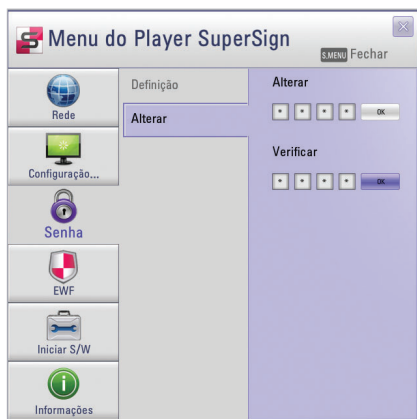 Menu do Player SuperSign
S.MENU Fechar
Rede
Configuração...
Senha
EWF
Iniciar S/W
Informações
Definição
Alterar
Alterar
* * * * OK
Verificar
* * * * OK